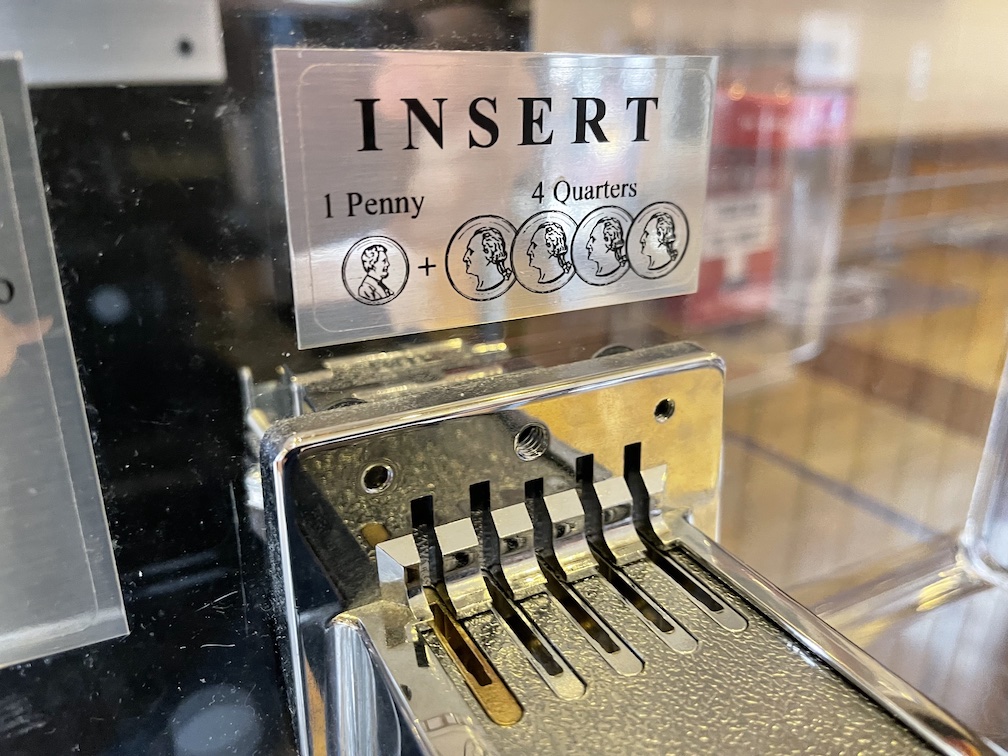 INSERT
1 Penny
4 Quarters
+